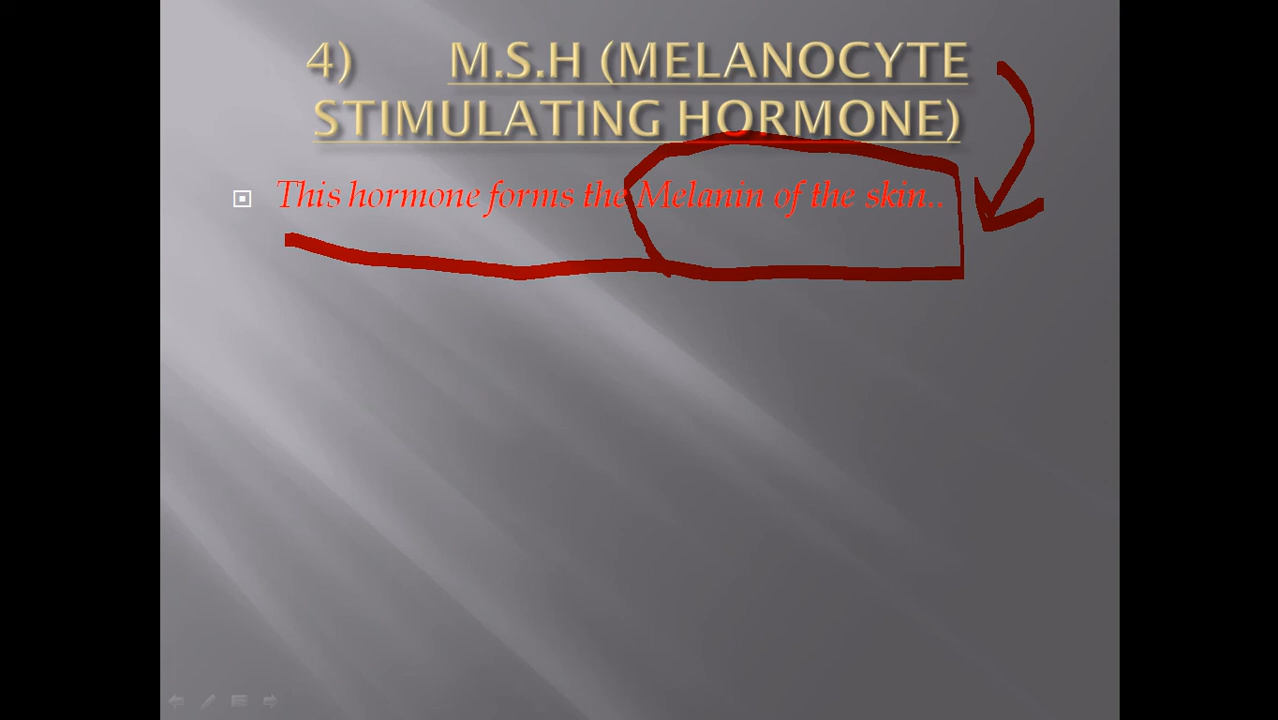 4) M.S.H (MELANOCYTE
STIMULATING HORMONE)
This hormone forms the Melanin of the skin..